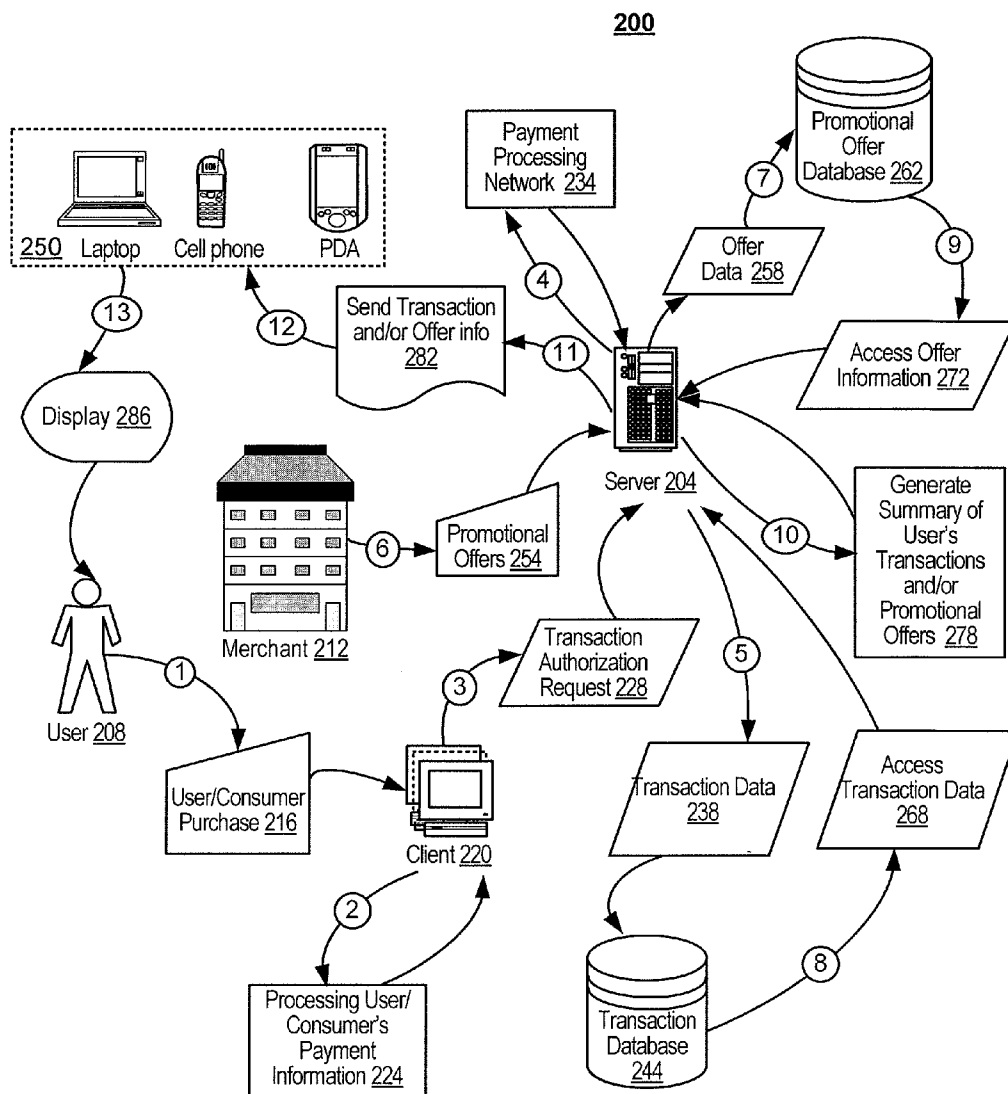 200
Promotional
Offer
Database 262
Payment
Processing
Network 234
7
Offer
Data 258
9
250
Laptop
Cell phone
PDA
4
13
12
Send Transaction
and/or Offer info
282
11
Access Offer
Information 272
Display 286
Server 204
Generate
Summary of
User's
Transactions
and/or
Promotional
Offers 278
10
6
Promotional
Offers 254
Merchant 212
1
User 208
3
Transaction
Authorization
Request 228
5
User/Consumer
Purchase 216
Client 220
Transaction Data
238
Access
Transaction Data
268
2
8
Processing User/
Consumer's
Payment
Information 224
Transaction
Database
244